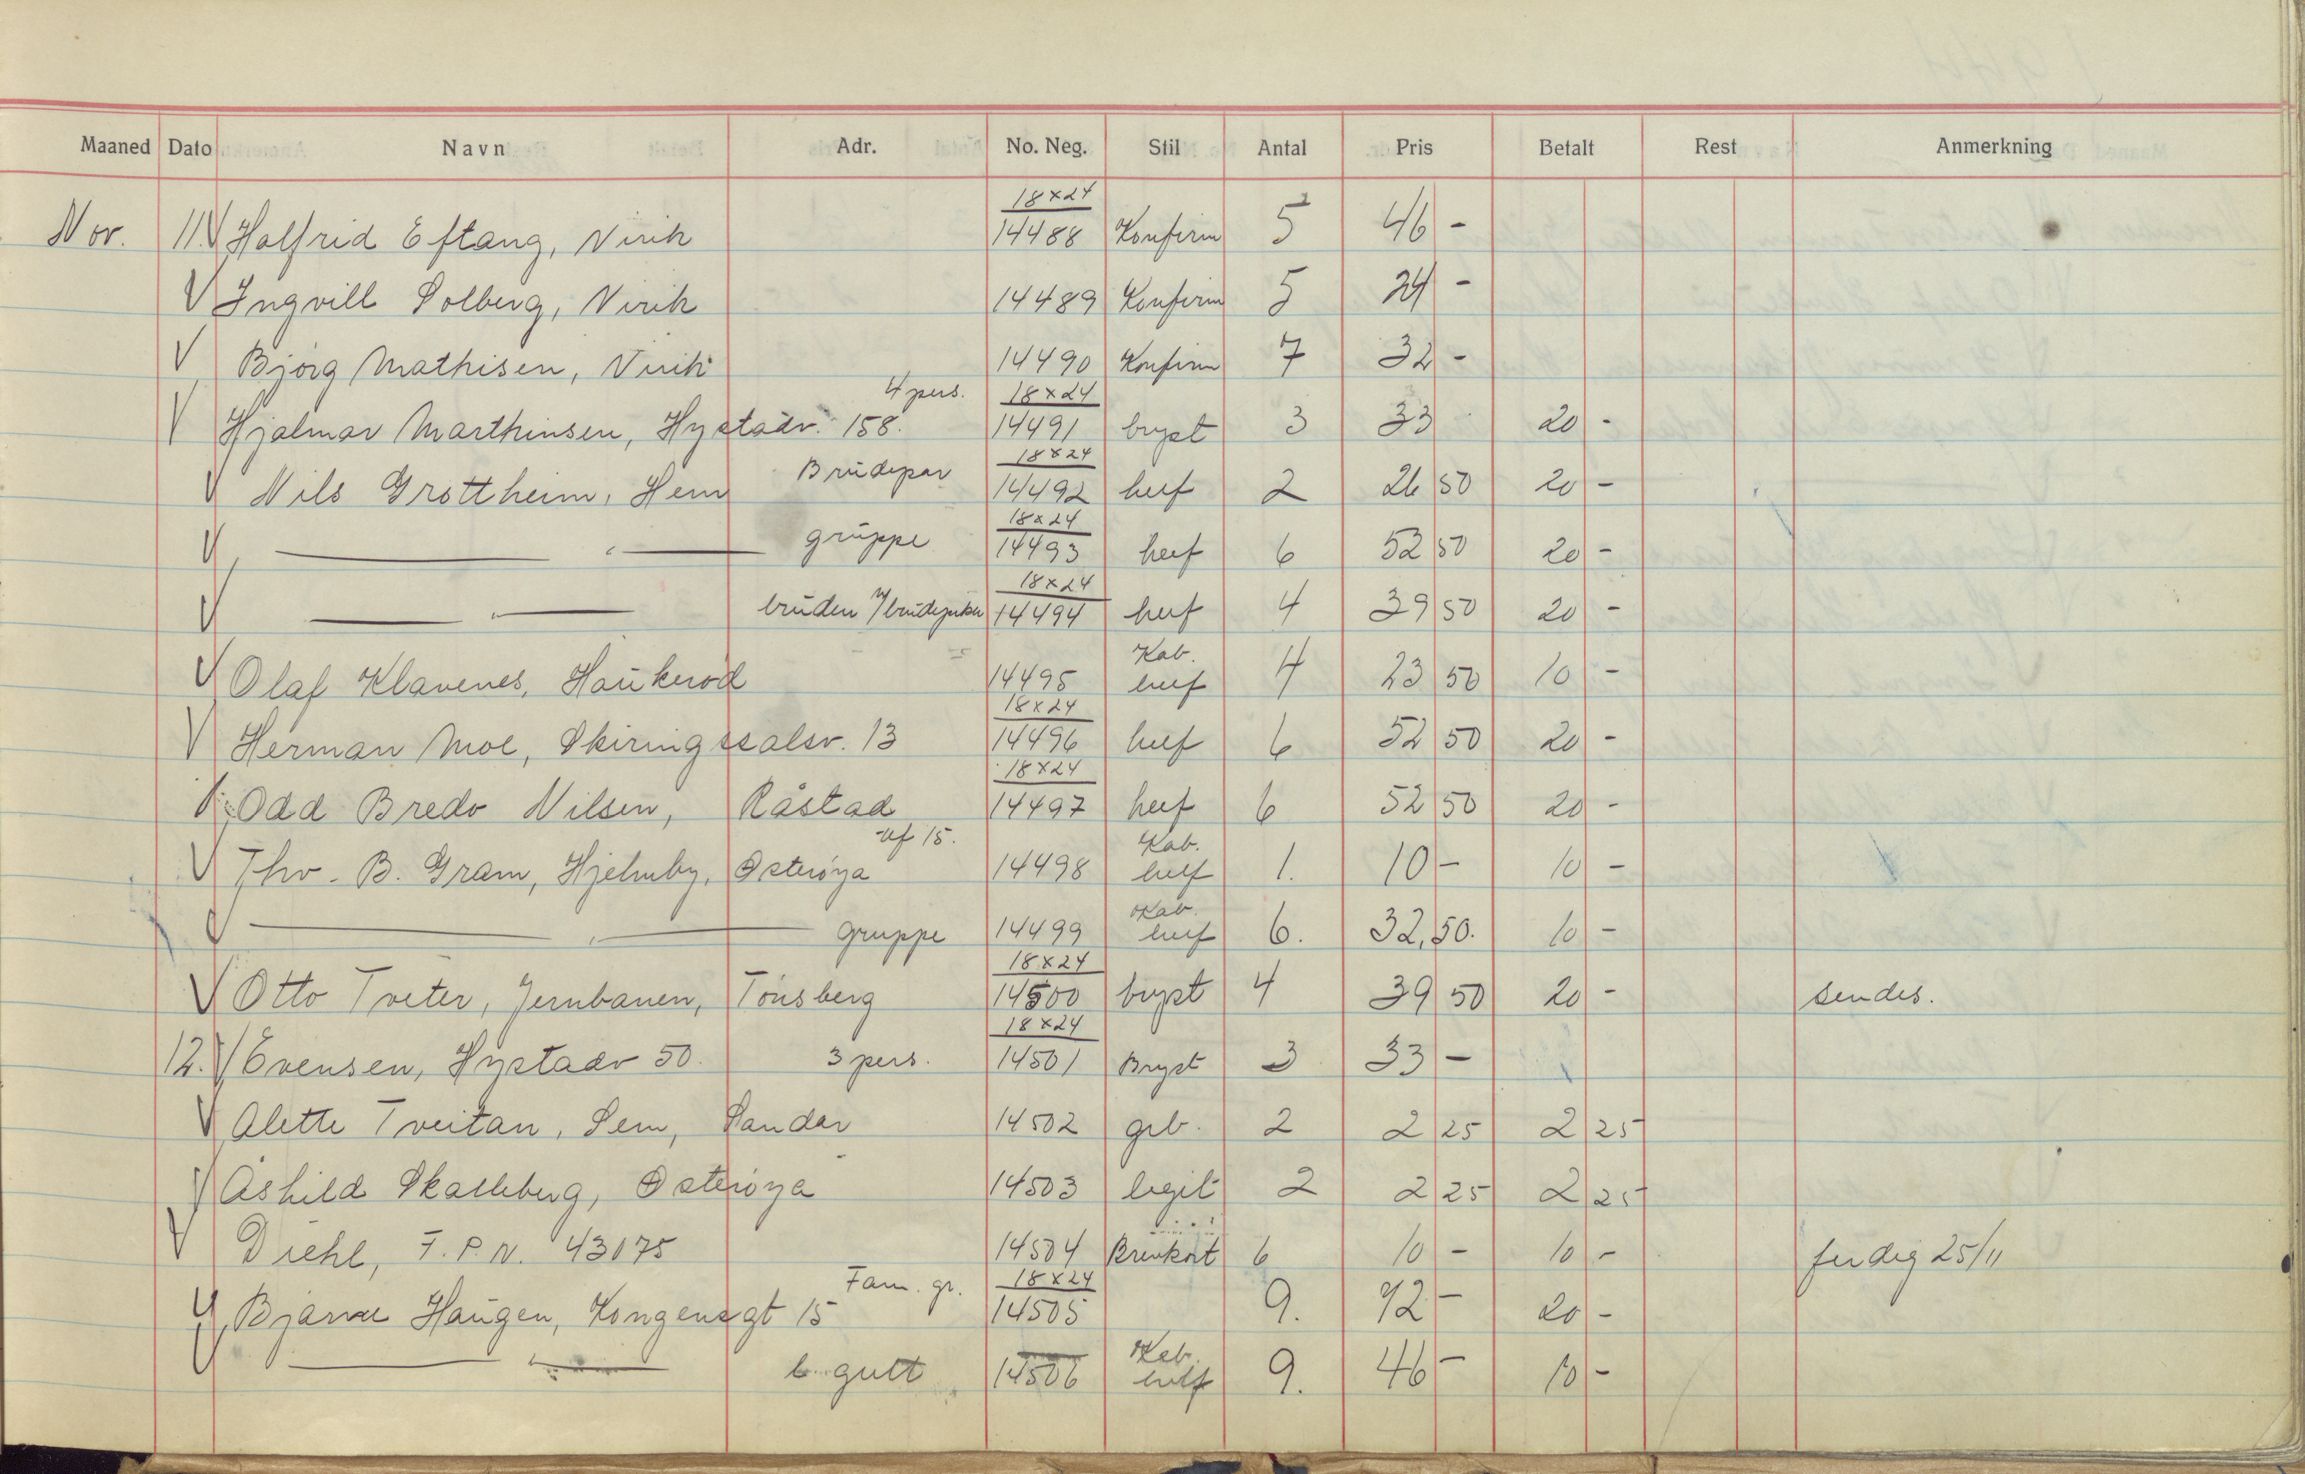 Maaned Dato Navn Adr. No. Neg. Stil Antal Pris Betalt Rest Anmerkning
Nov. 11. V Halfrid Eftang, Virik 18x24 14488 Konfirm 5 46 -
V Ingvill Solberg, Virik 14489 Konfirm 5 24 -
V Bjørg Mathisen, Virik 14490 Konfirm 7 32 -
V Hjalmar Marthinsen, Hystadv. 158. 4 pers. 18x24 14491 bryst 3 33 20 -
V Nils Grottheim, Hem Brudepar 18x24 14492 helf 2 26 50 20 -
V — " — gruppe 18x24 14493 helf 6 52 50 20 -
V — " — bruden m/brudepiker 18x24 14494 helf 4 39 50 20 -
V Olaf Klavenes, Haukerød 14495 Kab. helf 4 23 50 10 -
V Herman Moe, Skiringssalsv. 13 18x24 14496 helf 6 52 50 20 -
V Odd Bredo Nilsen, Råstad 18x24 14497 helf 6 52 50 20 -
V Thv. B. Gram, Hjelmby, Østerøya 14498 Kab. helf 1. 10 - 10 -
V — " — gruppe 14499 Kab. helf 6. 32,50. 10 -
V Otto Tveter, Jernbanen, Tønsberg 18x24 14500 bryst 4 39 50 20 - sendes.
12. V Evensen, Hystadv 50. 3 pers. 18x24 14501 Bryst 3 33 -
V Alette Tveitan, Sem, Sandar 14502 grb. 2 2 25 2 25
V Åshild Skalleberg, Østerøya 14503 legit 2 2 25 2 25
V Diehl, F.P.N. 43075 14504 Brevkort 6 10 - 10 - ferdig 25/11
V Bjarne Haugen, Kongensgt 15 Fam. gr. 18x24 14505 9. 72 - 20 -
V — " — gutt 14506 Kab. helf 9. 46 - 10 -